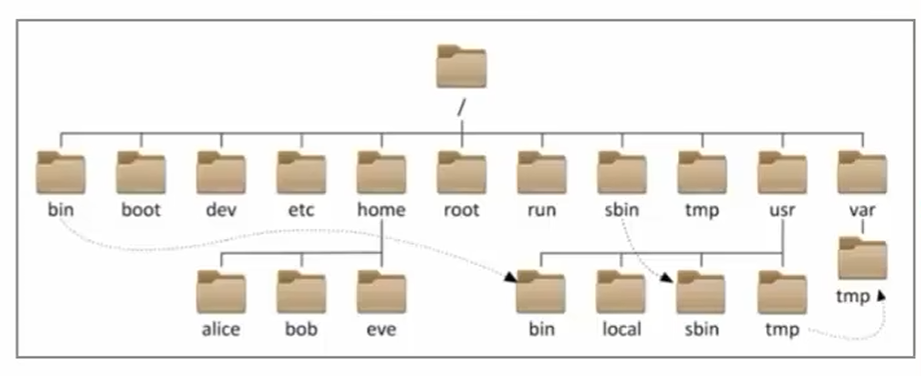 /
bin boot dev etc home root run sbin tmp usr var
tmp
alice bob eve bin local sbin tmp